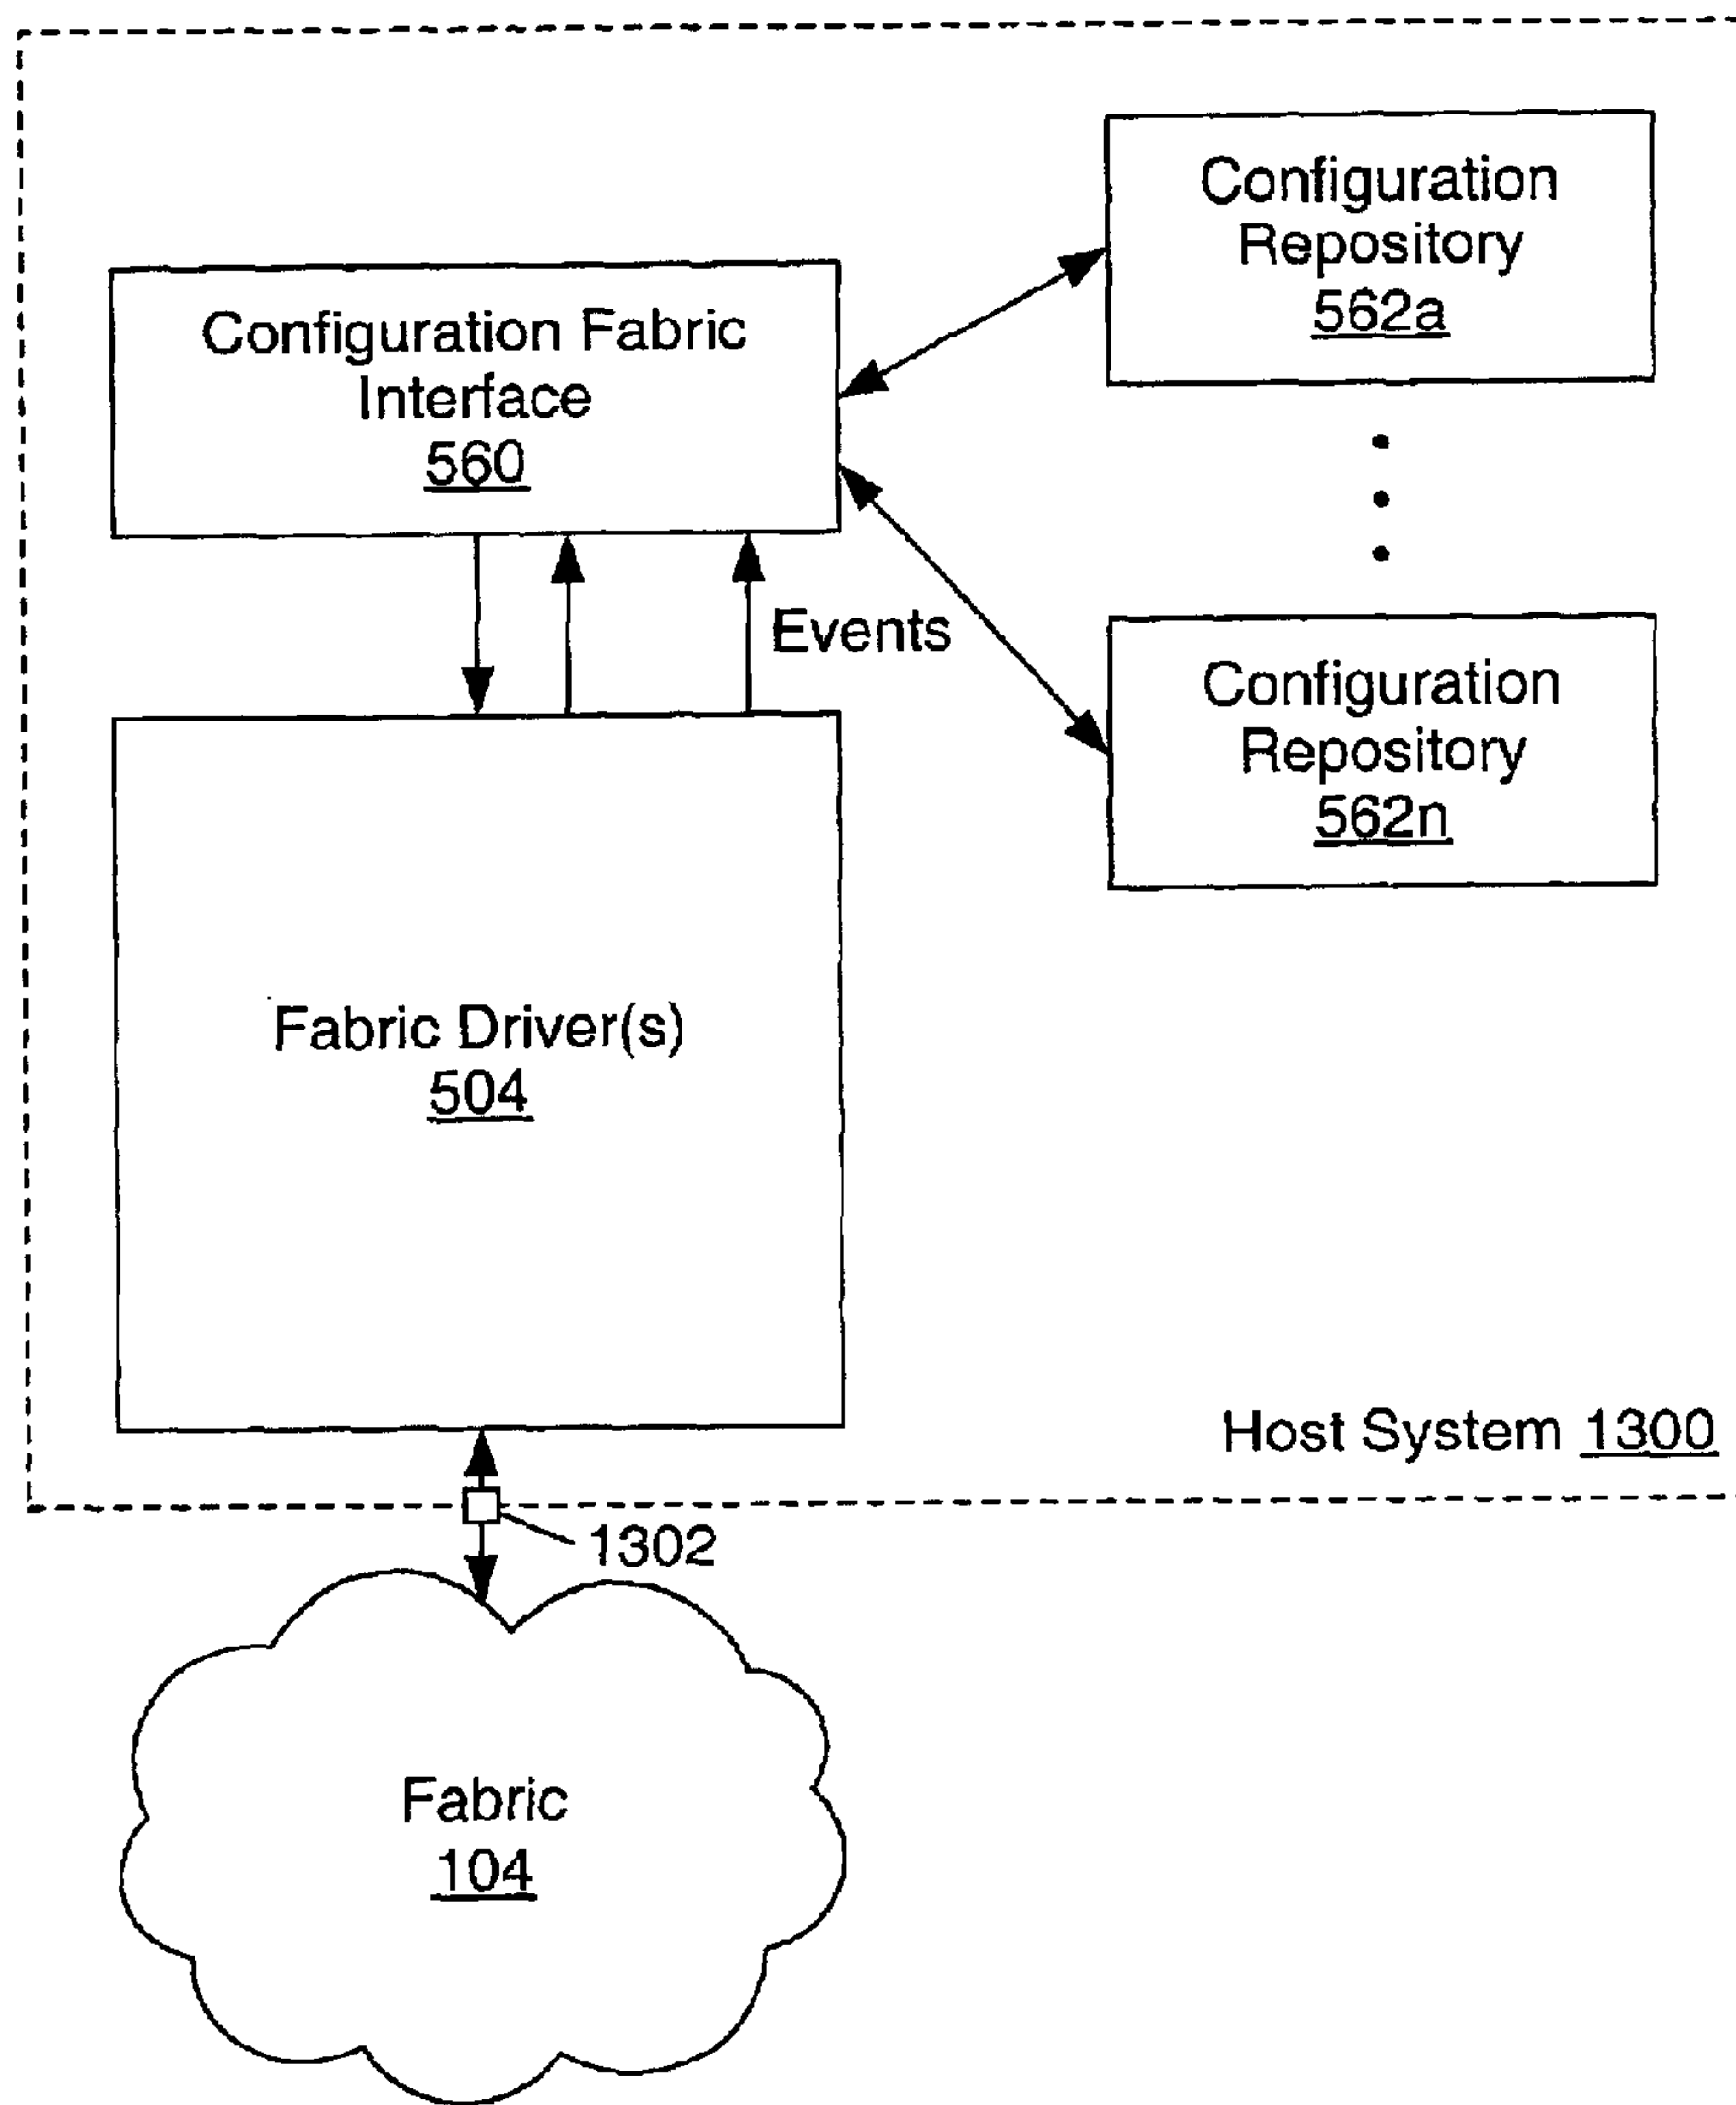 Configuration
Repository
562a
Configuration Fabric
Interface
560
Events
Configuration
Repository
562n
Fabric Driver(s)
504
Host System 1300
1302
Fabric
104